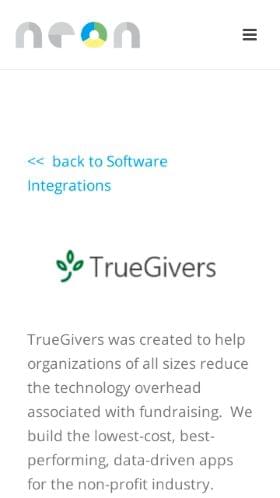 neon
<< back to Software
Integrations
TrueGivers
TrueGivers was created to help
organizations of all sizes reduce
the technology overhead
associated with fundraising. We
build the lowest-cost, best-
performing, data-driven apps
for the non-profit industry.